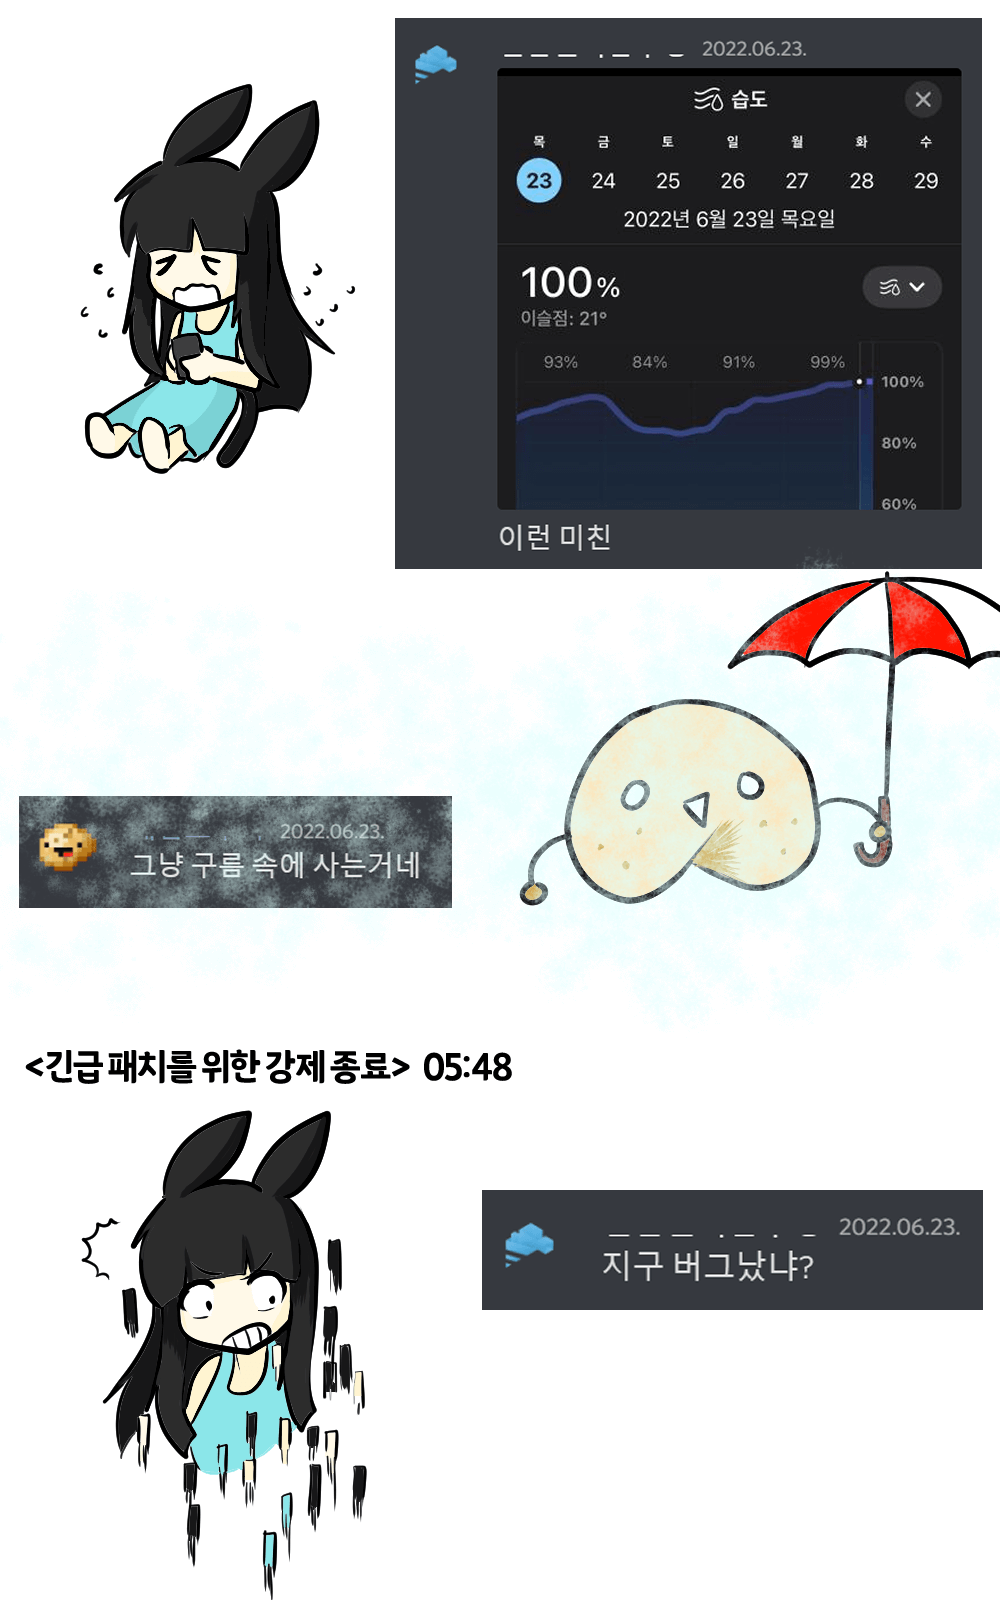 2022.06.23.
습도
목 금 토 일 월 화 수
23 24 25 26 27 28 29
2022년 6월 23일 목요일
100%
이슬점: 21°
93% 84% 91% 99%
100%
80%
60%
이런 미친
2022.06.23.
그냥 구름 속에 사는거네
<긴급 패치를 위한 강제 종료> 05:48
2022.06.23.
지구 버그났냐?